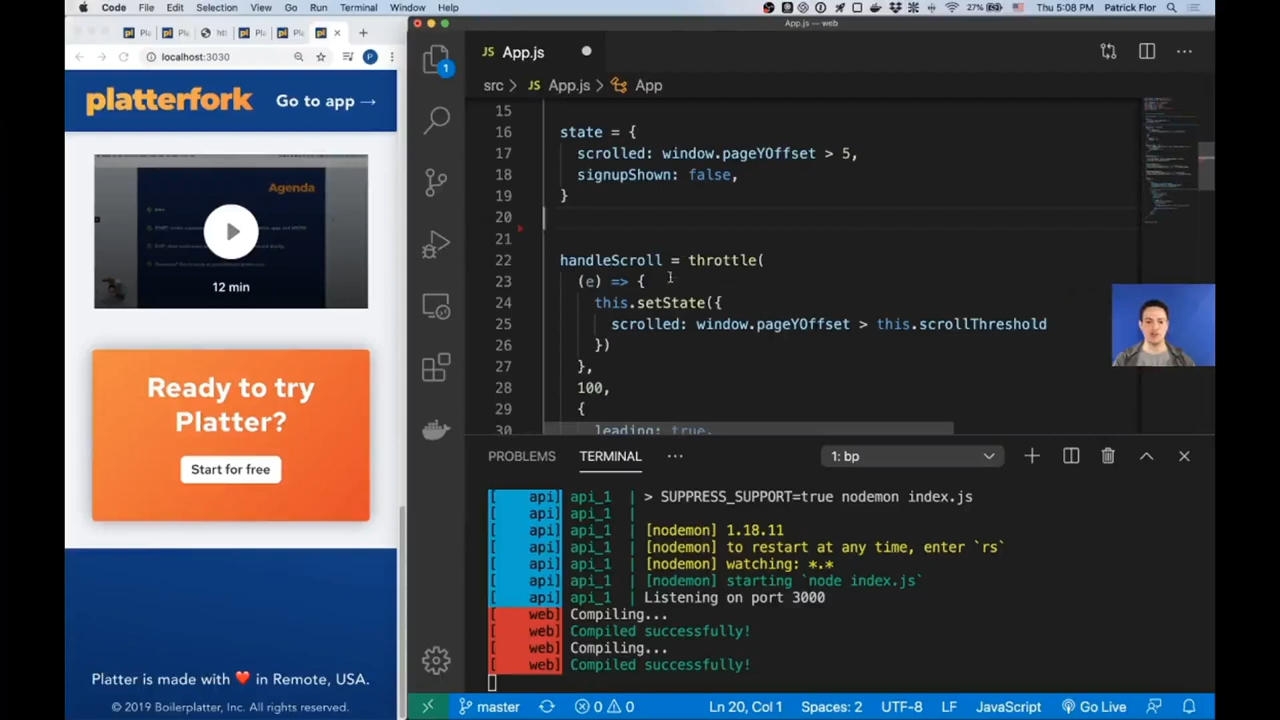 Code File Edit Selection View Go Run Terminal Window Help
27% Thu 5:08 PM Patrick Flor
App.js — web
localhost:3030
P
platterfork Go to app →
Agenda
12 min
Ready to try
Platter?
Start for free
Platter is made with ❤️ in Remote, USA.
© 2019 Boilerplatter, Inc. All rights reserved.
1
JS App.js
src > JS App.js > App
15
16 state = {
17 scrolled: window.pageYOffset > 5,
18 signupShown: false,
19 }
20
21
22 handleScroll = throttle(
23 (e) => {
24 this.setState({
25 scrolled: window.pageYOffset > this.scrollThreshold
26 })
27 },
28 100,
29 {
30 leading: true,
PROBLEMS TERMINAL ··· 1: bp
[ api] api_1 | > SUPPRESS_SUPPORT=true nodemon index.js
[ api] api_1 |
[ api] api_1 | [nodemon] 1.18.11
[ api] api_1 | [nodemon] to restart at any time, enter `rs`
[ api] api_1 | [nodemon] watching: *.*
[ api] api_1 | [nodemon] starting `node index.js`
[ api] api_1 | Listening on port 3000
[ web] Compiling...
[ web] Compiled successfully!
[ web] Compiling...
[ web] Compiled successfully!
master 0 0 Ln 20, Col 1 Spaces: 2 UTF-8 LF JavaScript Go Live